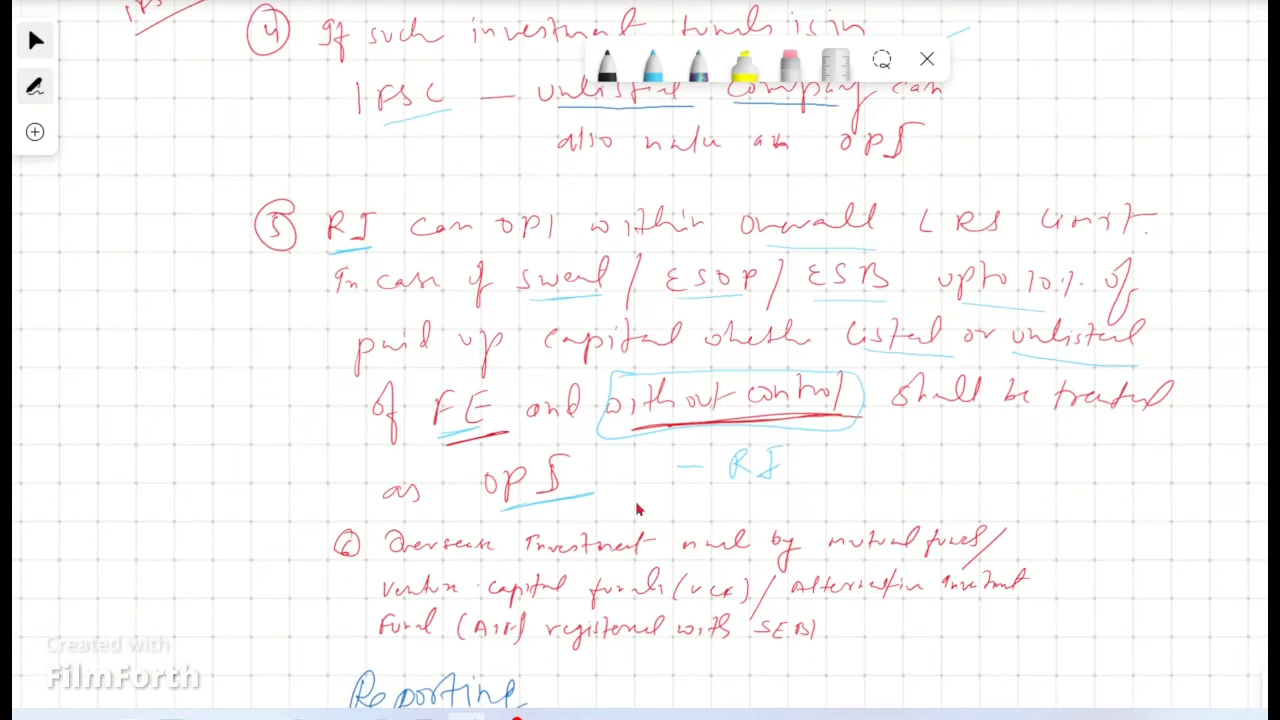 ④ If such investment funds is in
IFSC — unlisted company can
also make an OPI
⑤ RI can OPI within overall LRS limit.
In case of sweat / ESOP / ESB upto 10% of
paid up capital whether listed or unlisted
of FE and without control shall be treated
as OPI — RI
⑥ Overseas Investment made by mutual funds/
Venture capital funds (VCF) / Alternative Investment
Fund (AIF) registered with SEBI
Created with
FilmForth
Reporting